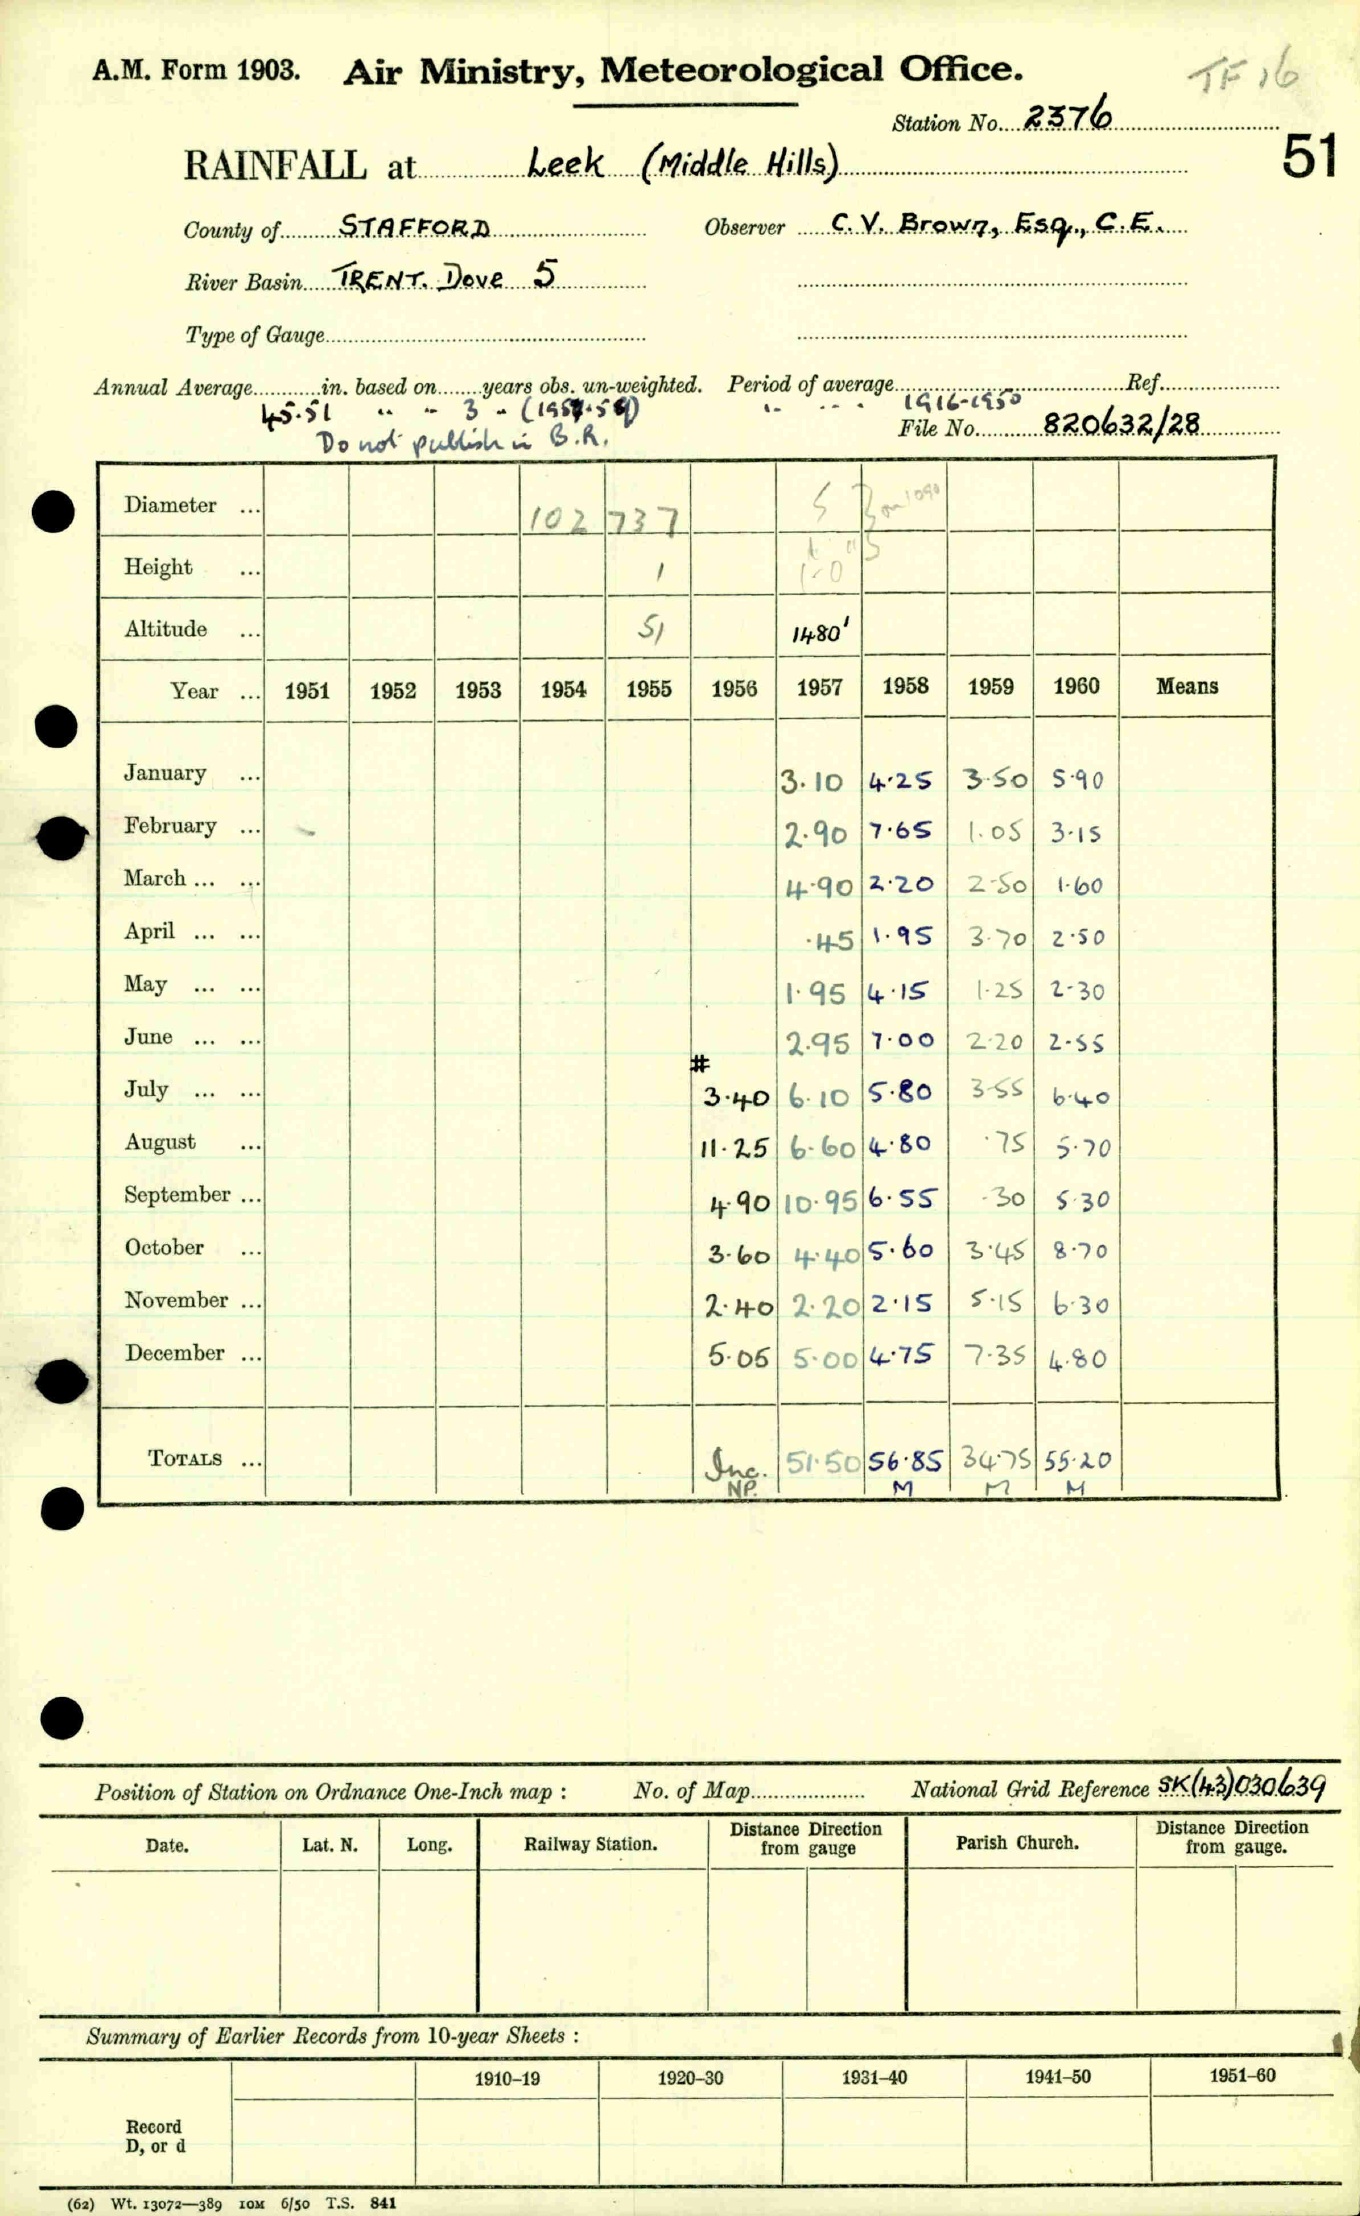 TF 16
A.M. Form 1903. Air Ministry, Meteorological Office.
Station No. 2376
51
RAINFALL at Leek (Middle Hills)
County of STAFFORD Observer C. V. Brown, Esq., C.E.
River Basin TRENT. Dove 5
Type of Gauge
Annual Average in. based on years obs. un-weighted. Period of average Ref.
45.51 " " 3 " (1957-59) " " " 1916-1950
Do not publish in B.R. File No. 820632/28
Diameter ... 102 737 5
Height ... 1 1-0
Altitude ... 51 1480'
Year ... 1951 1952 1953 1954 1955 1956 1957 1958 1959 1960 Means
January ... 3.10 4.25 3.50 5.90
February ... 2.90 7.65 1.05 3.15
March ... ... 4.90 2.20 2.50 1.60
April ... ... .45 1.95 3.70 2.50
May ... ... 1.95 4.15 1.25 2.30
June ... ... 2.95 7.00 2.20 2.55
#
July ... ... 3.40 6.10 5.80 3.55 6.40
August ... 11.25 6.60 4.80 .75 5.70
September ... 4.90 10.95 6.55 .30 5.30
October ... 3.60 4.40 5.60 3.45 8.70
November ... 2.40 2.20 2.15 5.15 6.30
December ... 5.05 5.00 4.75 7.35 4.80
TOTALS ... Inc. 51.50 56.85 34.75 55.20
NP. M M M
Position of Station on Ordnance One-Inch map : No. of Map National Grid Reference SK(43)030639
Date. Lat. N. Long. Railway Station. Distance Direction from gauge Parish Church. Distance Direction from gauge.
Summary of Earlier Records from 10-year Sheets :
1910–19 1920–30 1931–40 1941–50 1951–60
Record
D, or d
(62) Wt. 13072—389 10M 6/50 T.S. 841